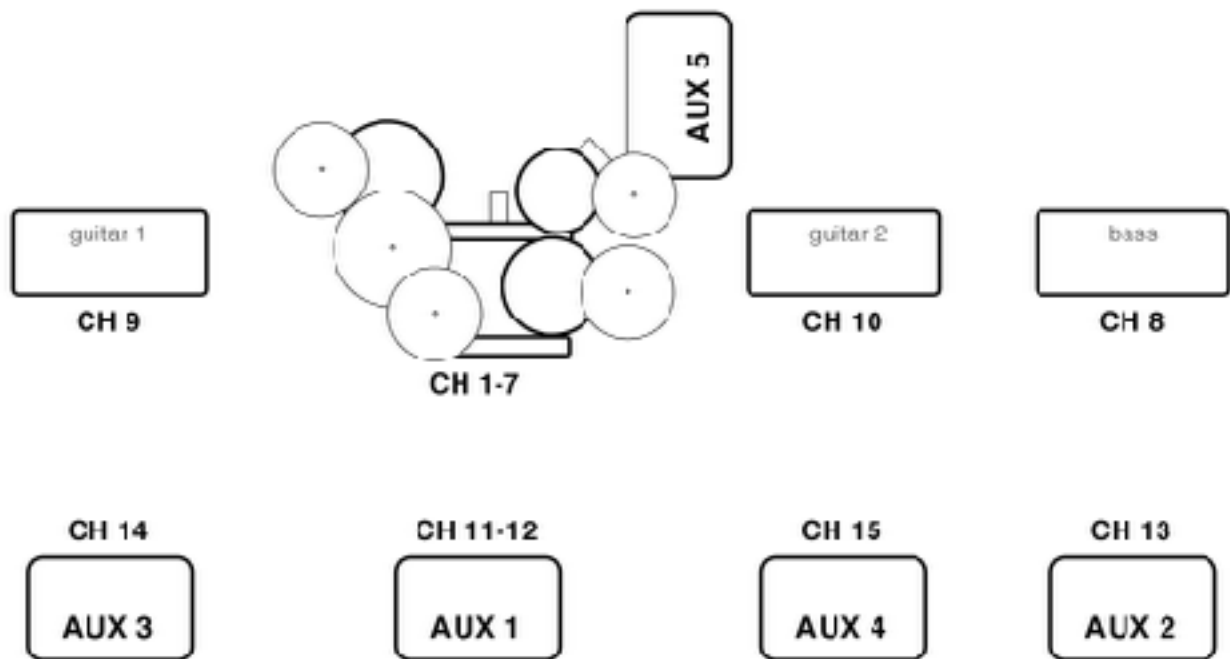 AUX 5
guitar 1
guitar 2
bass
CH 9
CH 10
CH 8
CH 1-7
CH 14
CH 11-12
CH 15
CH 13
AUX 3
AUX 1
AUX 4
AUX 2